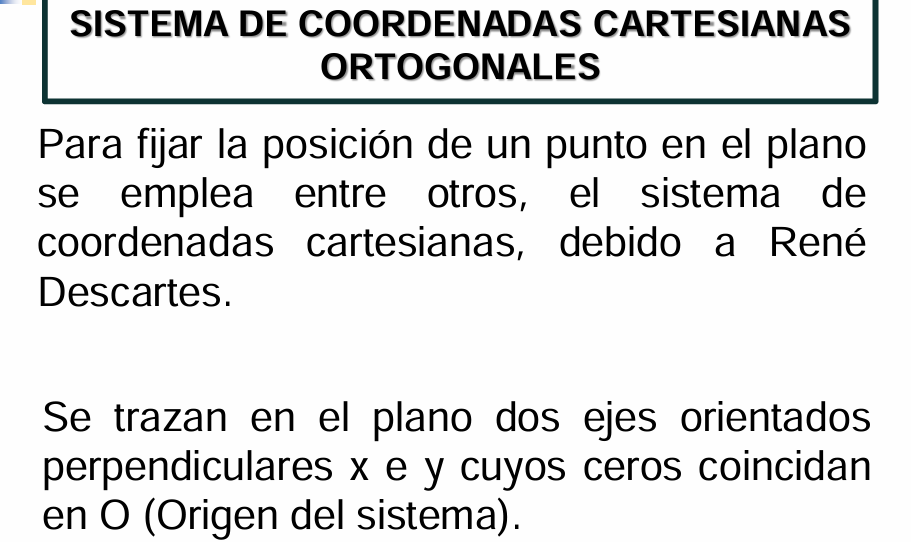 SISTEMA DE COORDENADAS CARTESIANAS
ORTOGONALES
Para fijar la posición de un punto en el plano
se emplea entre otros, el sistema de
coordenadas cartesianas, debido a René
Descartes.
Se trazan en el plano dos ejes orientados
perpendiculares x e y cuyos ceros coincidan
en O (Origen del sistema).